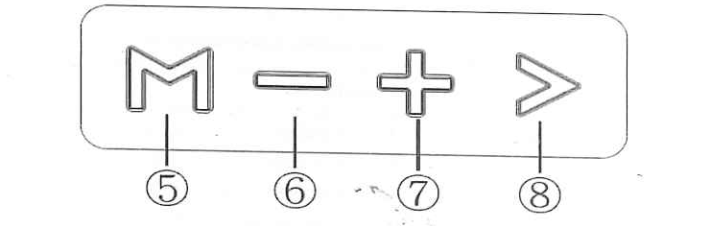 M − + >
⑤ ⑥ ⑦ ⑧